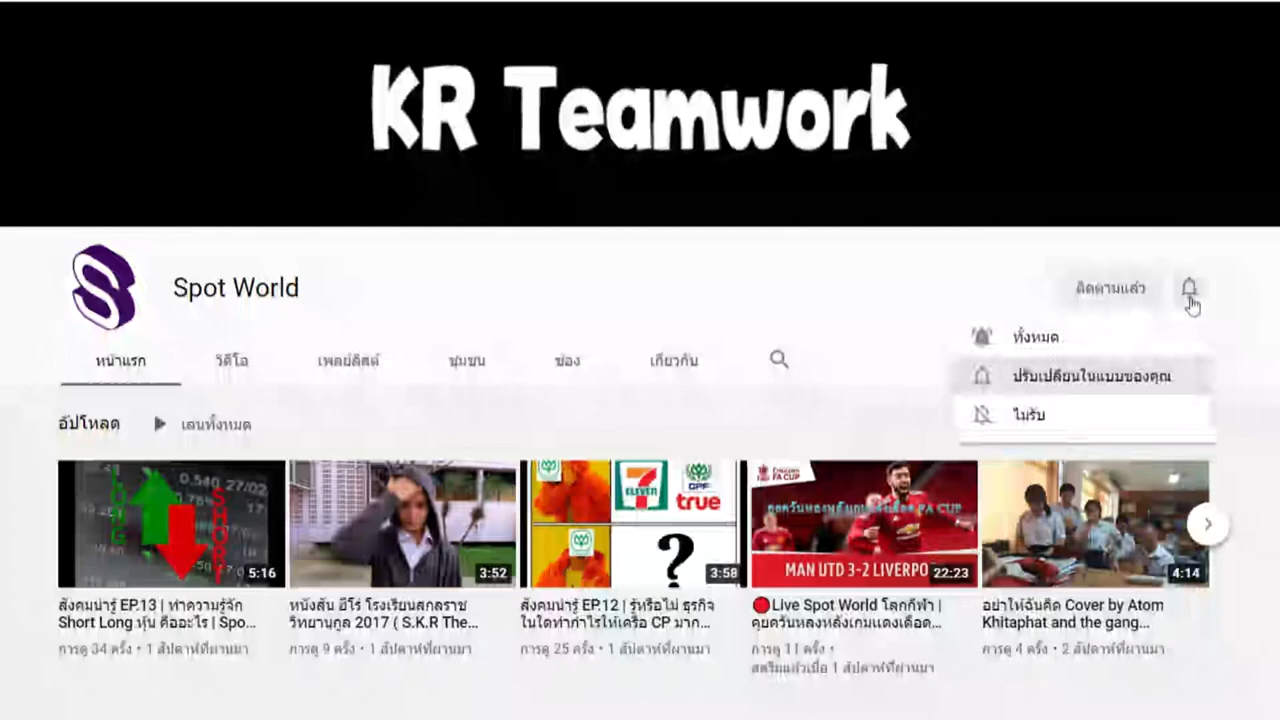 KR Teamwork
Spot World
ติดตามแล้ว
ทั้งหมด
ปรับเปลี่ยนในแบบของคุณ
ไม่รับ
หน้าแรก วิดีโอ เพลย์ลิสต์ ชุมชน ช่อง เกี่ยวกับ
อัปโหลด เล่นทั้งหมด
LONG
SHORT
0.540 27/02
5:16
3:52
7
ELEVEN
CPF
true
?
3:58
FA CUP
MAN UTD 3-2 LIVERPO
22:23
4:14
สังคมน่ารู้ EP.13 | ทำความรู้จัก
Short Long หุ้น คืออะไร | Spo...
การดู 34 ครั้ง • 1 สัปดาห์ที่ผ่านมา
หนังสั้น ฮีโร่ โรงเรียนสกลราช
วิทยานุกูล 2017 ( S.K.R The...
การดู 9 ครั้ง • 1 สัปดาห์ที่ผ่านมา
สังคมน่ารู้ EP.12 | รู้หรือไม่ ธุรกิจ
ใดทำกำไรให้เครือ CP มาก...
การดู 25 ครั้ง • 1 สัปดาห์ที่ผ่านมา
Live Spot World โลกกีฬา |
คุยควันหลงหลังเกมแดงเดือด...
การดู 11 ครั้ง •
สตรีมแล้วเมื่อ 1 สัปดาห์ที่ผ่านมา
อย่าให้ฉันคิด Cover by Atom
Khitaphat and the gang...
การดู 4 ครั้ง • 2 สัปดาห์ที่ผ่านมา